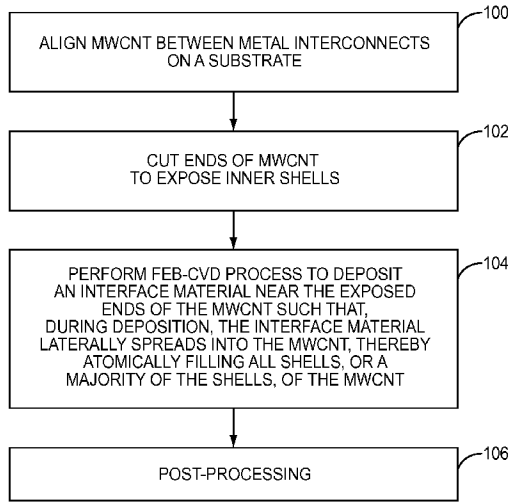 100
ALIGN MWCNT BETWEEN METAL INTERCONNECTS
ON A SUBSTRATE
102
CUT ENDS OF MWCNT
TO EXPOSE INNER SHELLS
104
PERFORM FEB-CVD PROCESS TO DEPOSIT
AN INTERFACE MATERIAL NEAR THE EXPOSED
ENDS OF THE MWCNT SUCH THAT,
DURING DEPOSITION, THE INTERFACE MATERIAL
LATERALLY SPREADS INTO THE MWCNT, THEREBY
ATOMICALLY FILLING ALL SHELLS, OR A
MAJORITY OF THE SHELLS, OF THE MWCNT
106
POST-PROCESSING